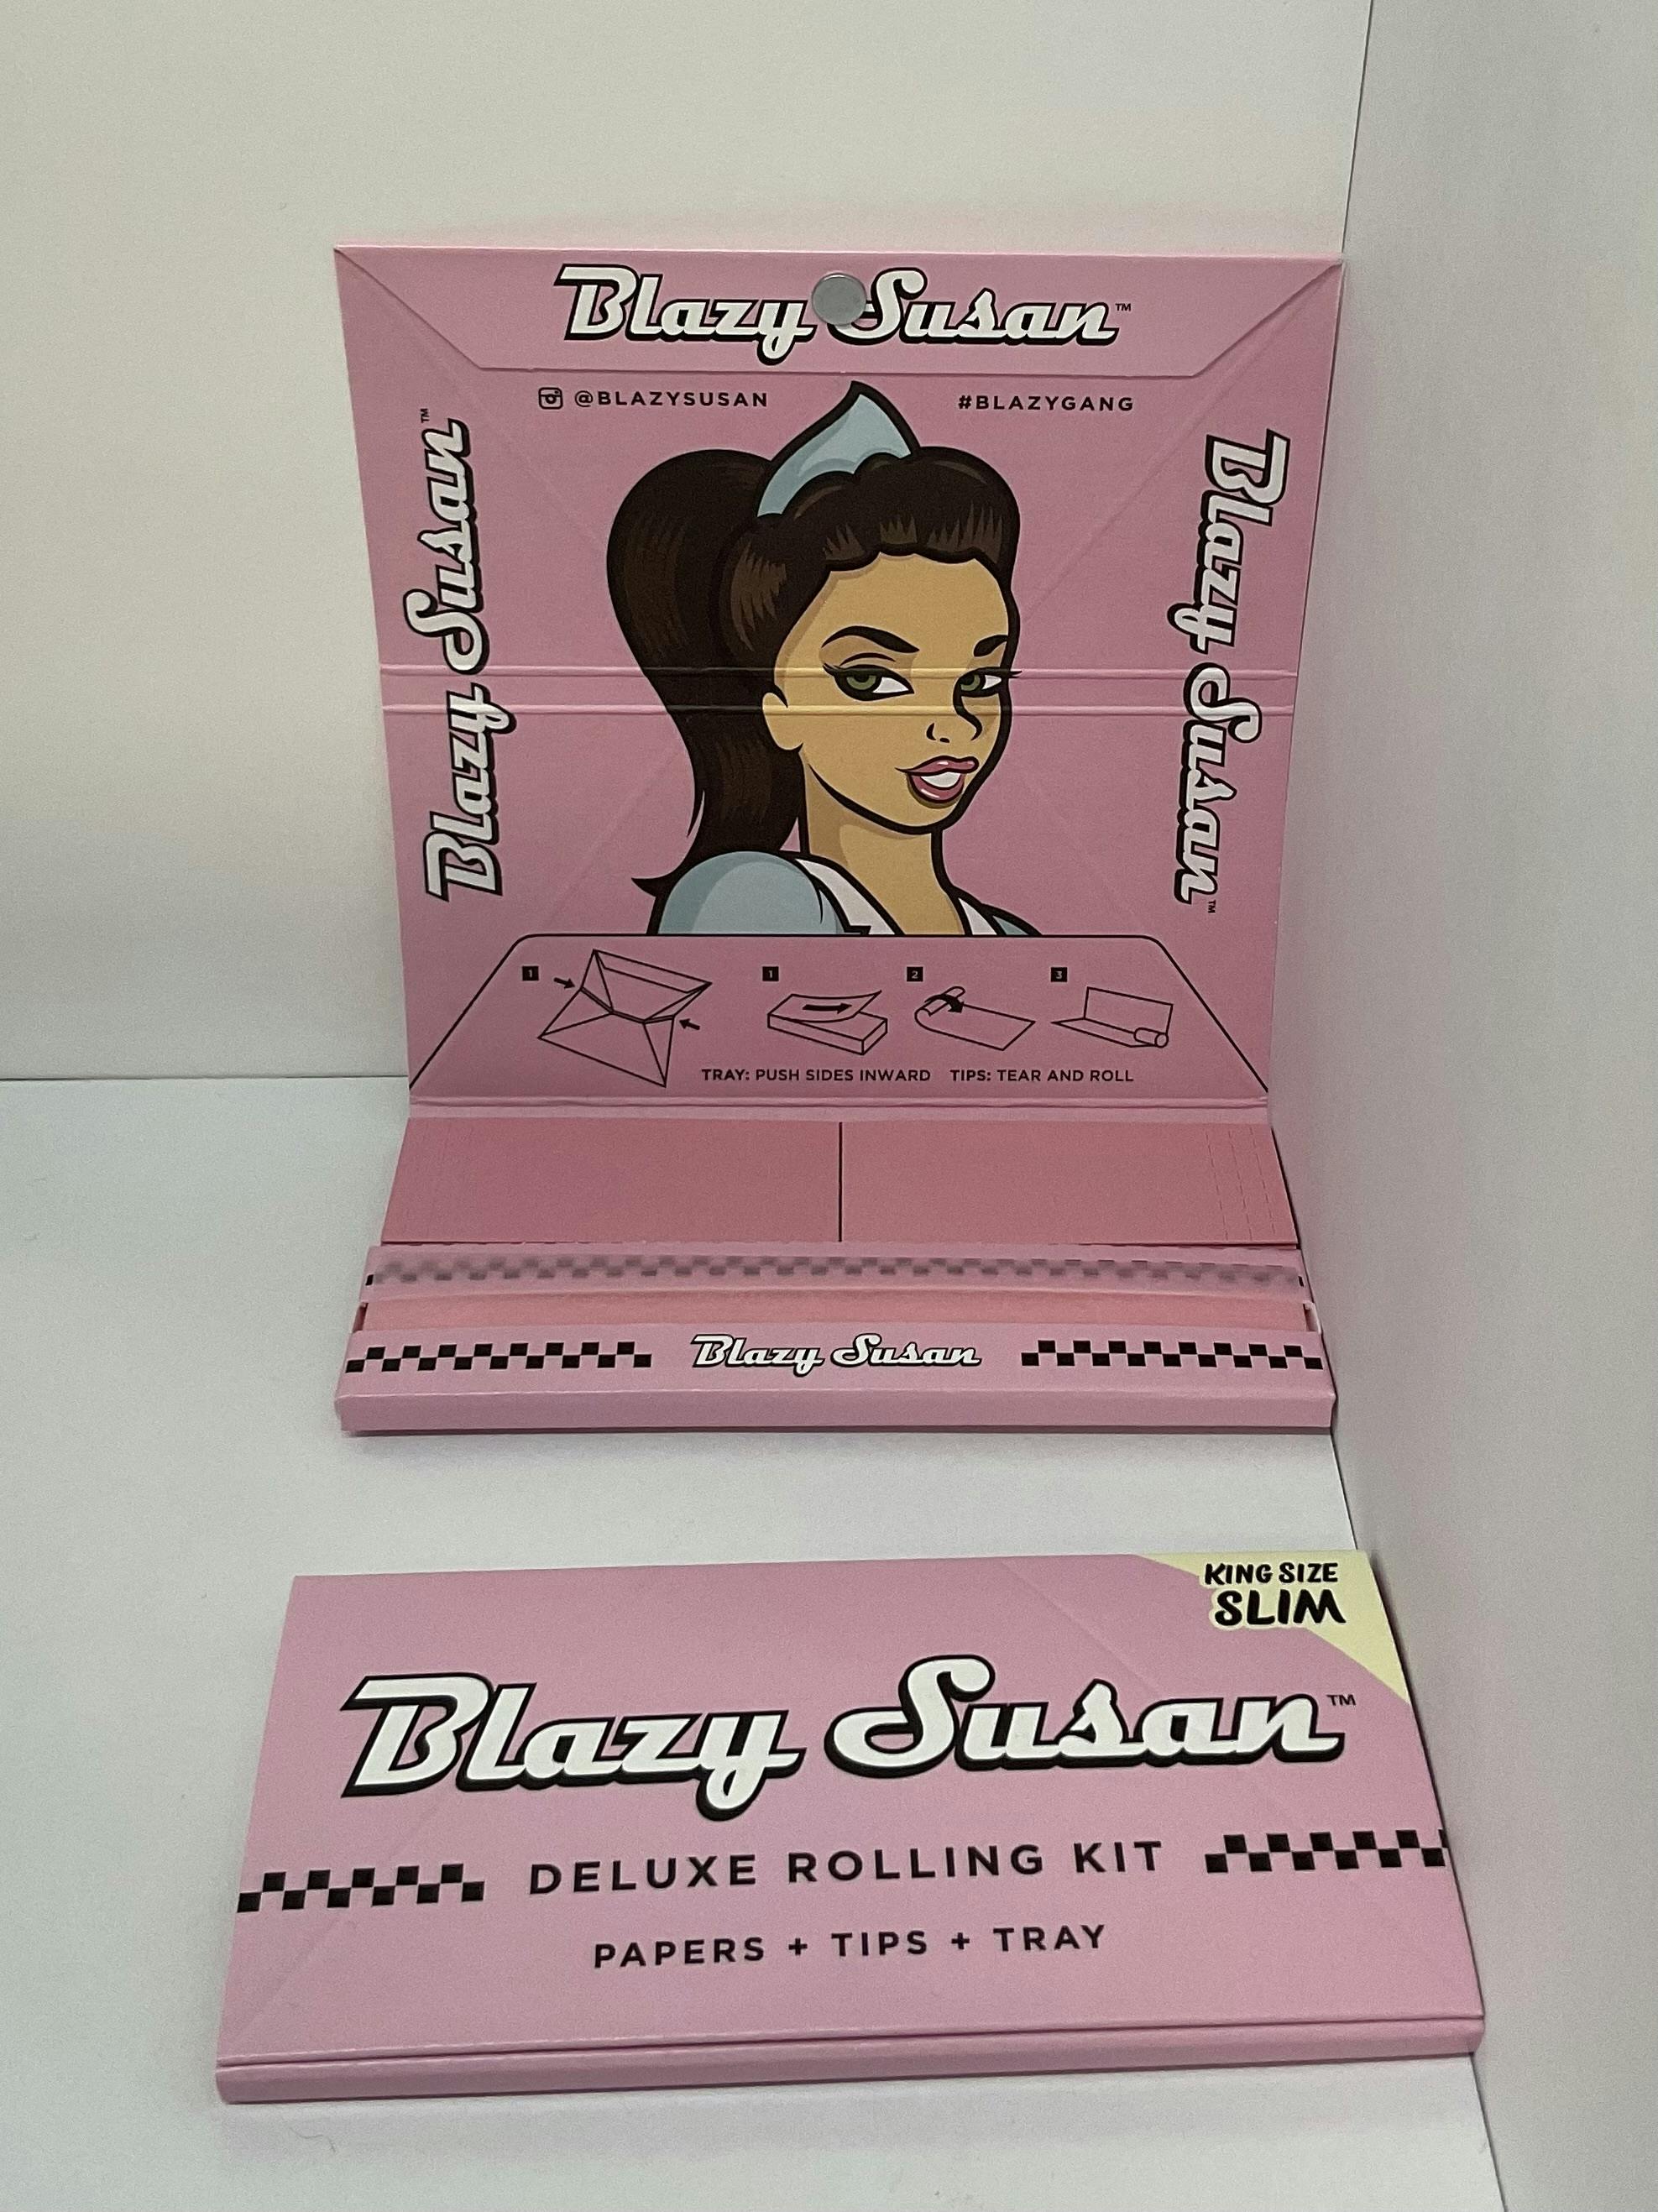 Blazy Susan™
@BLAZYSUSAN
#BLAZYGANG
Blazy Susan™
Blazy Susan™
1
1
2
3
TRAY: PUSH SIDES INWARD TIPS: TEAR AND ROLL
Blazy Susan
KING SIZE
SLIM
Blazy Susan™
DELUXE ROLLING KIT
PAPERS + TIPS + TRAY